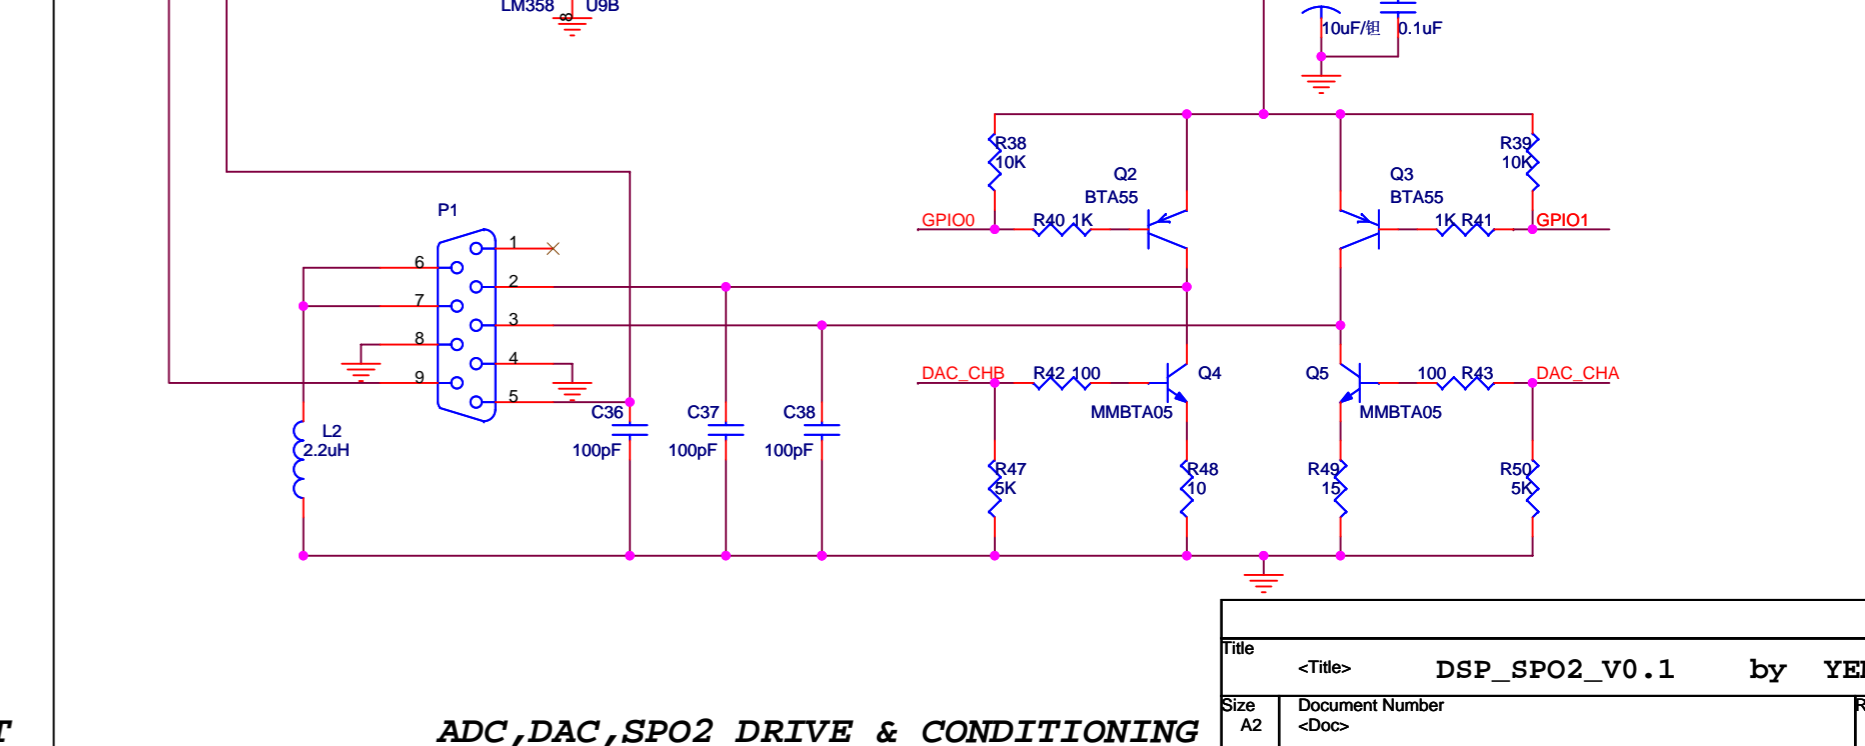 LM358
8
U9B
10uF/钽
0.1uF
R38
10K
R39
10K
Q2
BTA55
Q3
BTA55
P1
GPIO0
R40 1K
1K R41
GPIO1
1
6
2
7
3
8
4
9
5
DAC_CHB
R42 100
Q4
Q5
100 R43
DAC_CHA
MMBTA05
MMBTA05
C36
C37
C38
L2
2.2uH
100pF
100pF
100pF
R47
5K
R48
10
R49
15
R50
5K
Title
<Title>
DSP_SPO2_V0.1 by
Size
A2
Document Number
<Doc>
ADC,DAC,SPO2 DRIVE & CONDITIONING